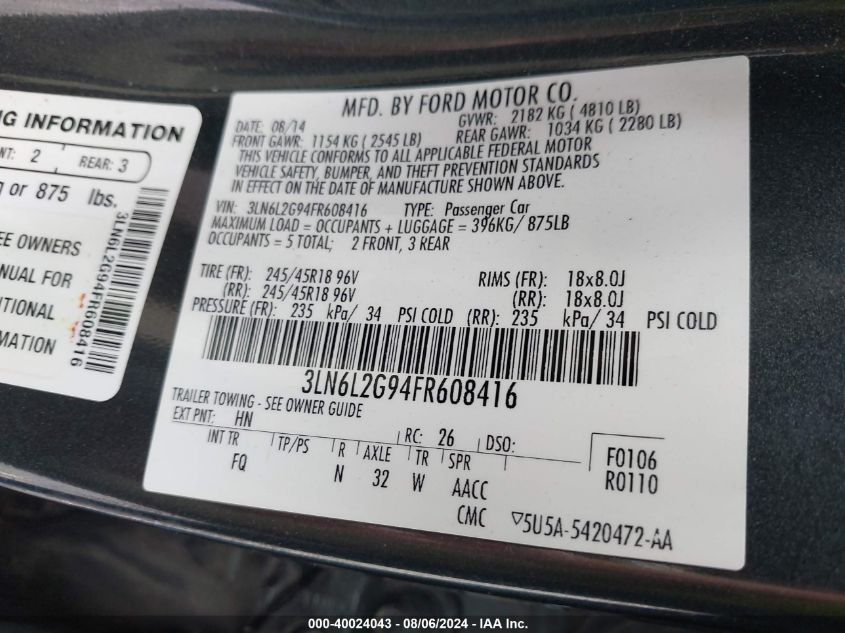 NG INFORMATION
NT: 2 REAR: 3
or 875 lbs.
EE OWNERS
NUAL FOR
ITIONAL
MATION
3LN6L2G94FR608416
MFD. BY FORD MOTOR CO.
DATE: 08/14 GVWR: 2182 KG ( 4810 LB)
FRONT GAWR: 1154 KG ( 2545 LB) REAR GAWR: 1034 KG ( 2280 LB)
THIS VEHICLE CONFORMS TO ALL APPLICABLE FEDERAL MOTOR
VEHICLE SAFETY, BUMPER, AND THEFT PREVENTION STANDARDS
IN EFFECT ON THE DATE OF MANUFACTURE SHOWN ABOVE.
VIN: 3LN6L2G94FR608416 TYPE: Passenger Car
MAXIMUM LOAD = OCCUPANTS + LUGGAGE = 396KG/ 875LB
OCCUPANTS = 5 TOTAL; 2 FRONT, 3 REAR
TIRE (FR): 245/45R18 96V RIMS (FR): 18x8.0J
(RR): 245/45R18 96V (RR): 18x8.0J
PRESSURE (FR): 235 kPa/ 34 PSI COLD (RR): 235 kPa/ 34 PSI COLD
3LN6L2G94FR608416
TRAILER TOWING - SEE OWNER GUIDE
EXT PNT: HN RC: 26 DSO:
INT TR TP/PS R AXLE TR SPR F0106
FQ N 32 W AACC R0110
CMC ▽5U5A-5420472-AA
000-40024043 - 08/06/2024 - IAA Inc.